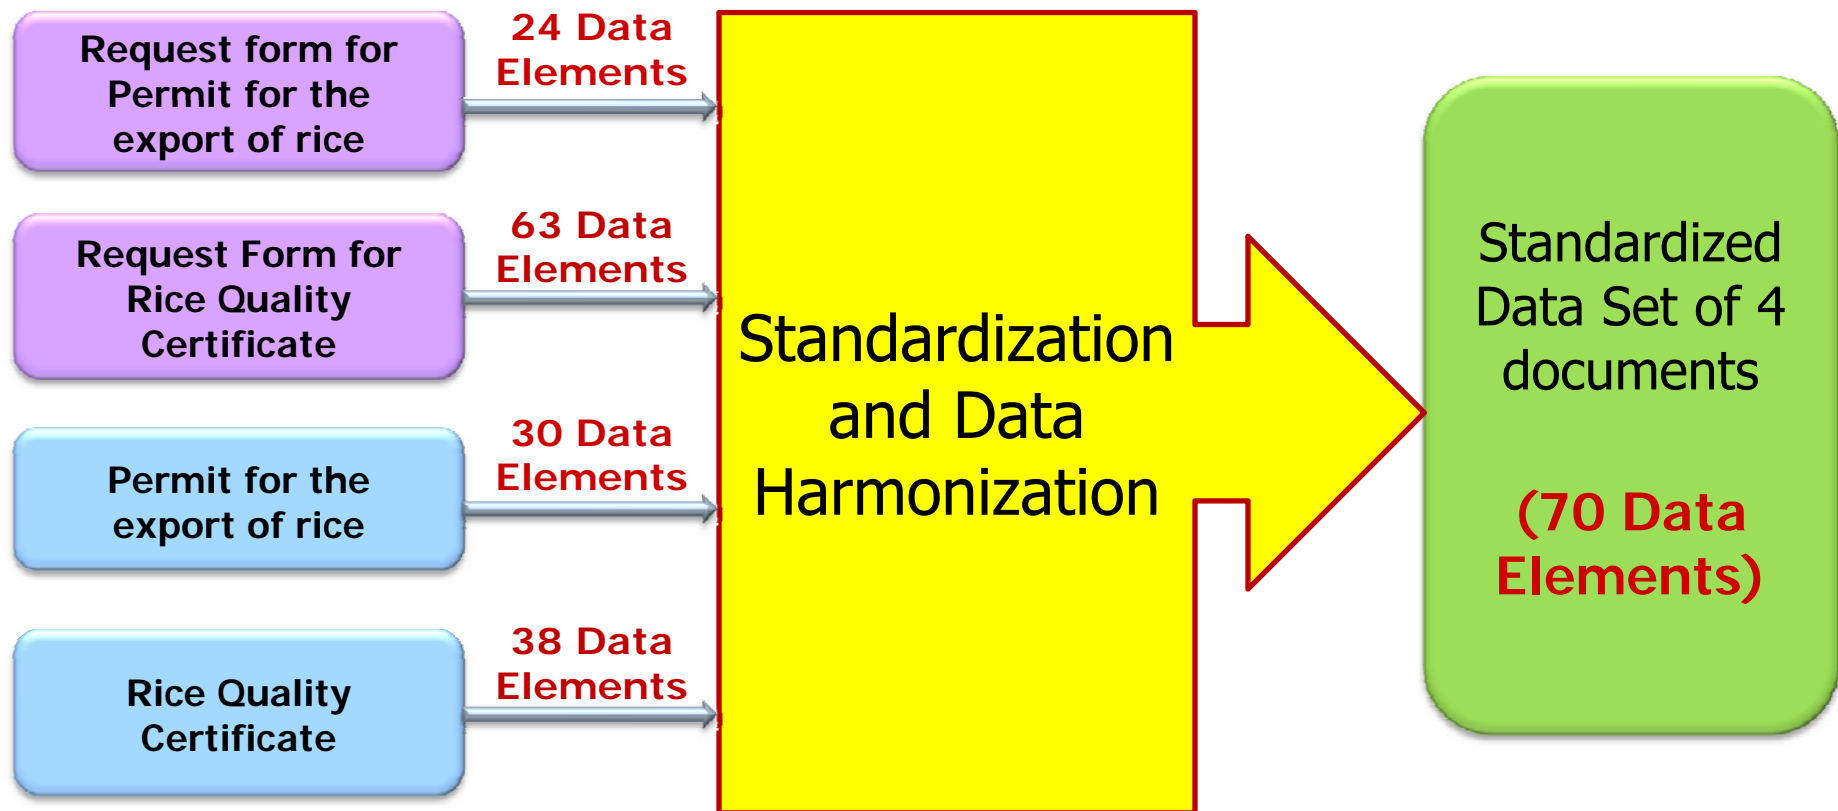 Request form for
Permit for the
export of rice
24 Data
Elements
Request Form for
Rice Quality
Certificate
63 Data
Elements
Permit for the
export of rice
30 Data
Elements
Rice Quality
Certificate
38 Data
Elements
Standardization
and Data
Harmonization
Standardized
Data Set of 4
documents
(70 Data
Elements)